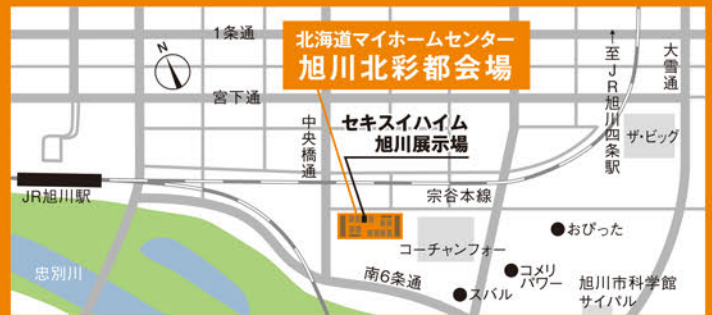 1条通
北海道マイホームセンター
旭川北彩都会場
↑至JR旭川四条駅
大雪通
宮下通
中央橋通
セキスイハイム
旭川展示場
ザ・ビッグ
JR旭川駅
宗谷本線
コーチャンフォー
おぴった
忠別川
南6条通
コメリ
パワー
スバル
旭川市科学館
サイパル
N